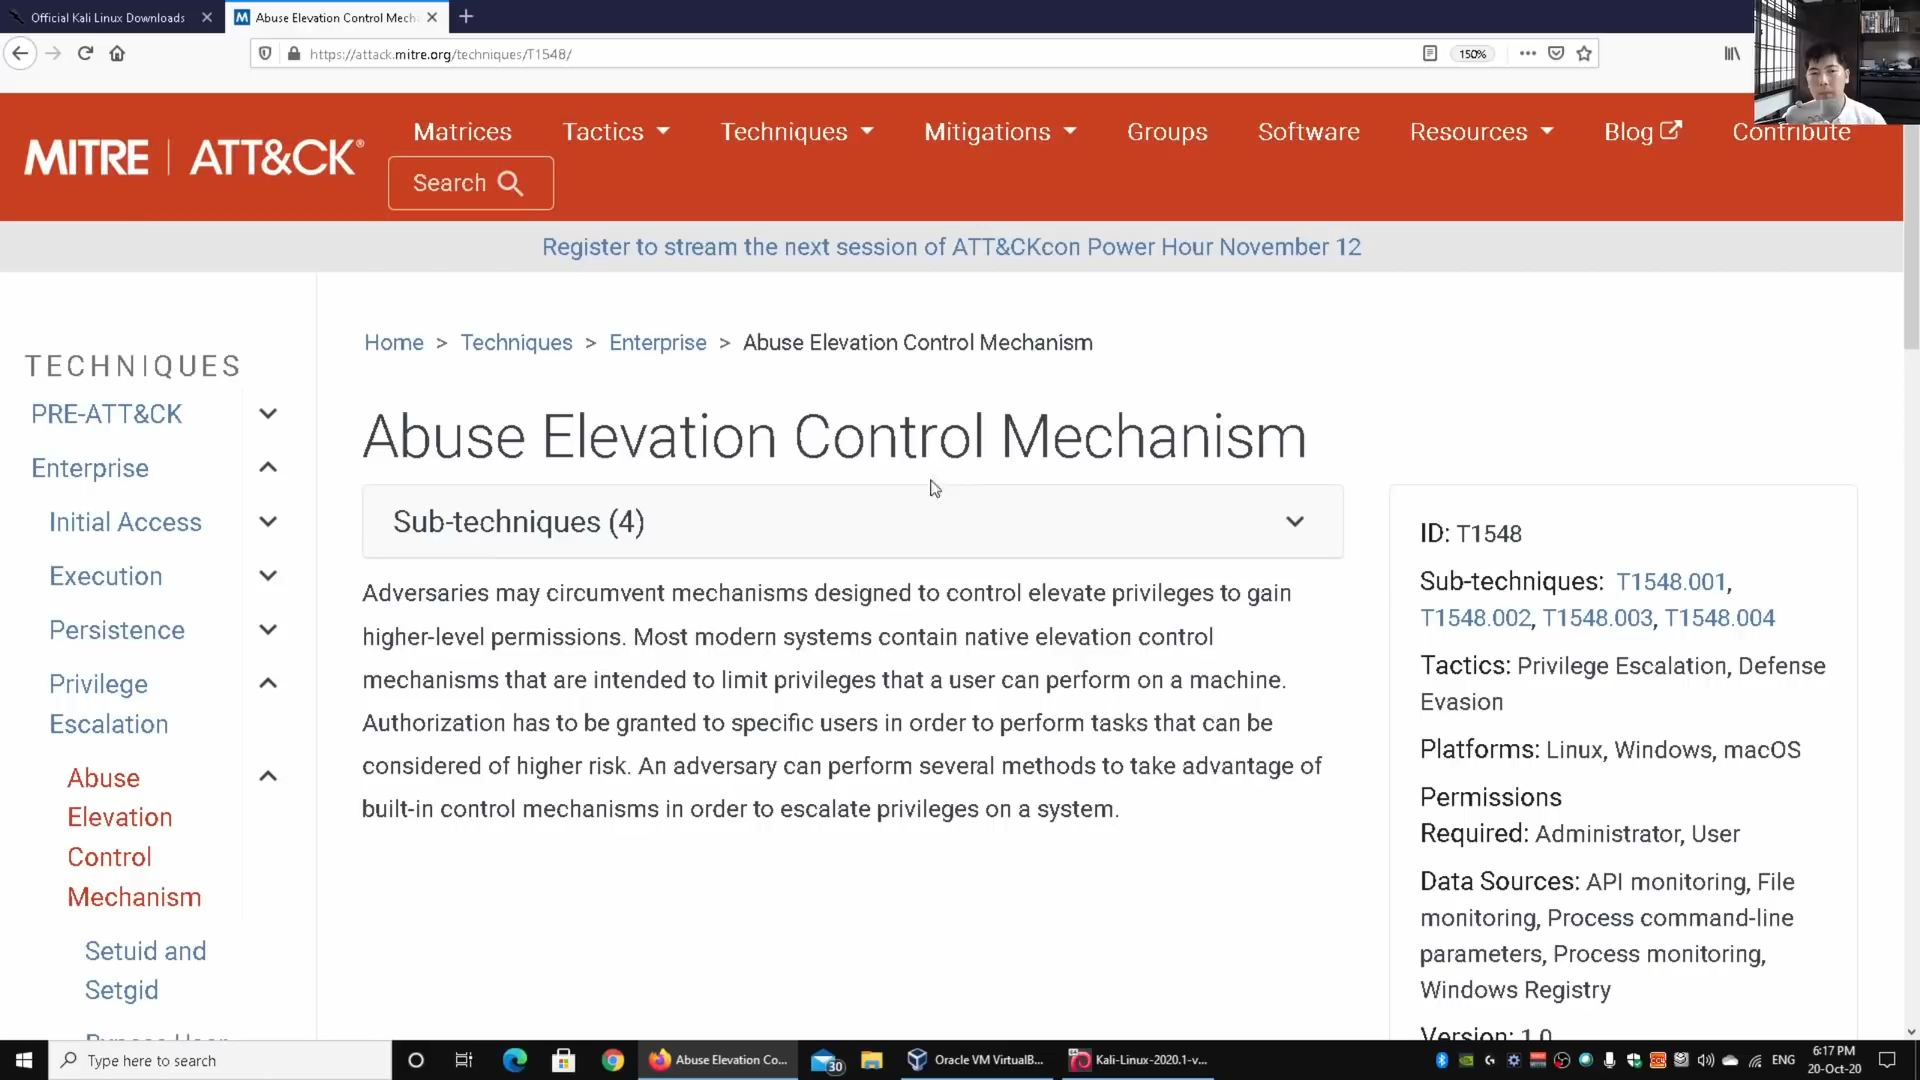 Official Kali Linux Downloads
Abuse Elevation Control Mech
https://attack.mitre.org/techniques/T1548/
150%
MITRE | ATT&CK®
Matrices Tactics Techniques Mitigations Groups Software Resources Blog Contribute
Search
Register to stream the next session of ATT&CKcon Power Hour November 12
TECHNIQUES
PRE-ATT&CK
Enterprise
Initial Access
Execution
Persistence
Privilege
Escalation
Abuse
Elevation
Control
Mechanism
Setuid and
Setgid
Bypass User
Home > Techniques > Enterprise > Abuse Elevation Control Mechanism
Abuse Elevation Control Mechanism
Sub-techniques (4)
Adversaries may circumvent mechanisms designed to control elevate privileges to gain
higher-level permissions. Most modern systems contain native elevation control
mechanisms that are intended to limit privileges that a user can perform on a machine.
Authorization has to be granted to specific users in order to perform tasks that can be
considered of higher risk. An adversary can perform several methods to take advantage of
built-in control mechanisms in order to escalate privileges on a system.
ID: T1548
Sub-techniques: T1548.001,
T1548.002, T1548.003, T1548.004
Tactics: Privilege Escalation, Defense
Evasion
Platforms: Linux, Windows, macOS
Permissions
Required: Administrator, User
Data Sources: API monitoring, File
monitoring, Process command-line
parameters, Process monitoring,
Windows Registry
Version: 1.0
Type here to search
Abuse Elevation Co...
30
Oracle VM VirtualB...
Kali-Linux-2020.1-v...
ENG
6:17 PM
20-Oct-20